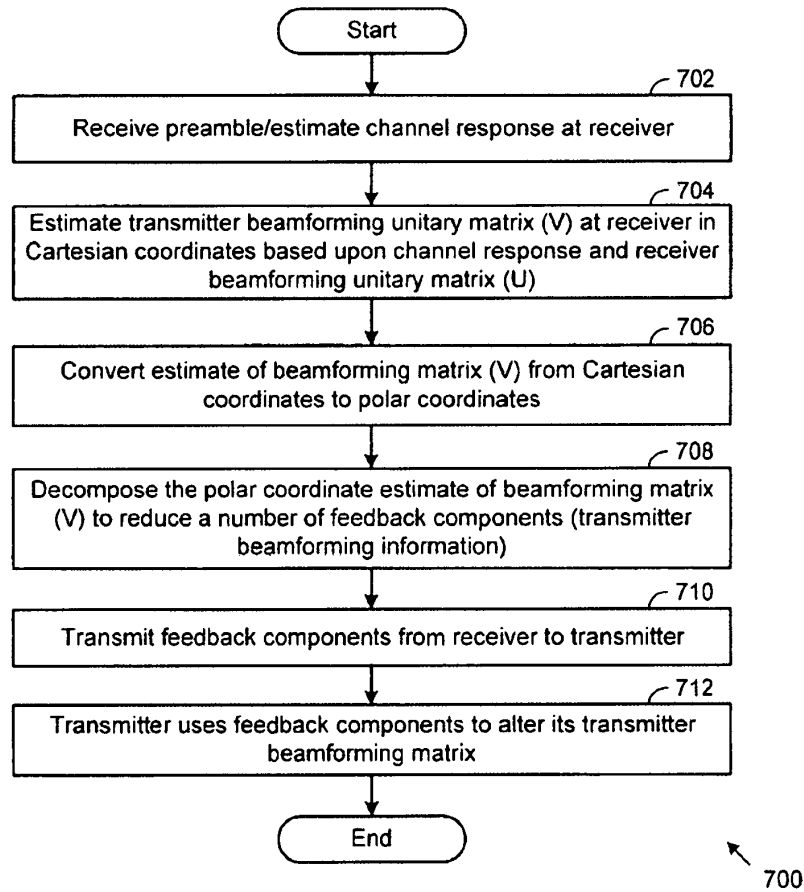 Start
702
Receive preamble/estimate channel response at receiver
704
Estimate transmitter beamforming unitary matrix (V) at receiver in
Cartesian coordinates based upon channel response and receiver
beamforming unitary matrix (U)
706
Convert estimate of beamforming matrix (V) from Cartesian
coordinates to polar coordinates
708
Decompose the polar coordinate estimate of beamforming matrix
(V) to reduce a number of feedback components (transmitter
beamforming information)
710
Transmit feedback components from receiver to transmitter
712
Transmitter uses feedback components to alter its transmitter
beamforming matrix
End
700